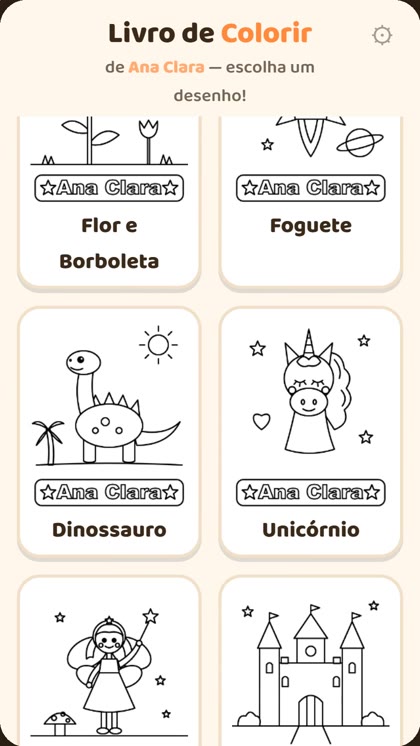 Livro de Colorir
de Ana Clara — escolha um
desenho!
Ana Clara
Ana Clara
Flor e
Borboleta
Foguete
Ana Clara
Ana Clara
Dinossauro
Unicórnio